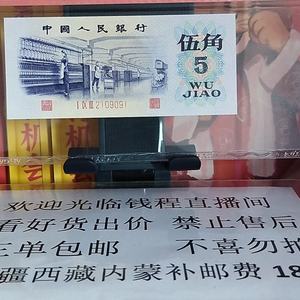 中國人民銀行
伍角
5
WU
JIAO
I IX III 2109091
机
云
欢迎光临钱程直播间
看好货出价 禁止售后
三单包邮 不喜勿拍
疆西藏内蒙补邮费 18